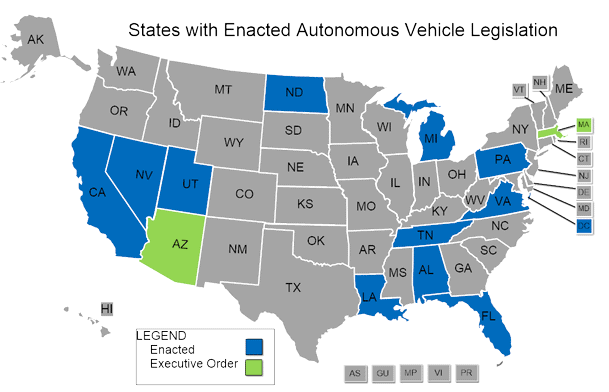 States with Enacted Autonomous Vehicle Legislation
AK
WA
MT
ND
MN
VT
NH
ME
OR
ID
SD
WI
MI
NY
MA
RI
CT
WY
NE
IA
PA
NJ
DE
MD
DC
CA
NV
UT
CO
KS
MO
IL
IN
OH
WV
VA
KY
NC
TN
AZ
NM
OK
AR
SC
MS
AL
GA
TX
LA
FL
HI
LEGEND
Enacted
Executive Order
AS
GU
MP
VI
PR